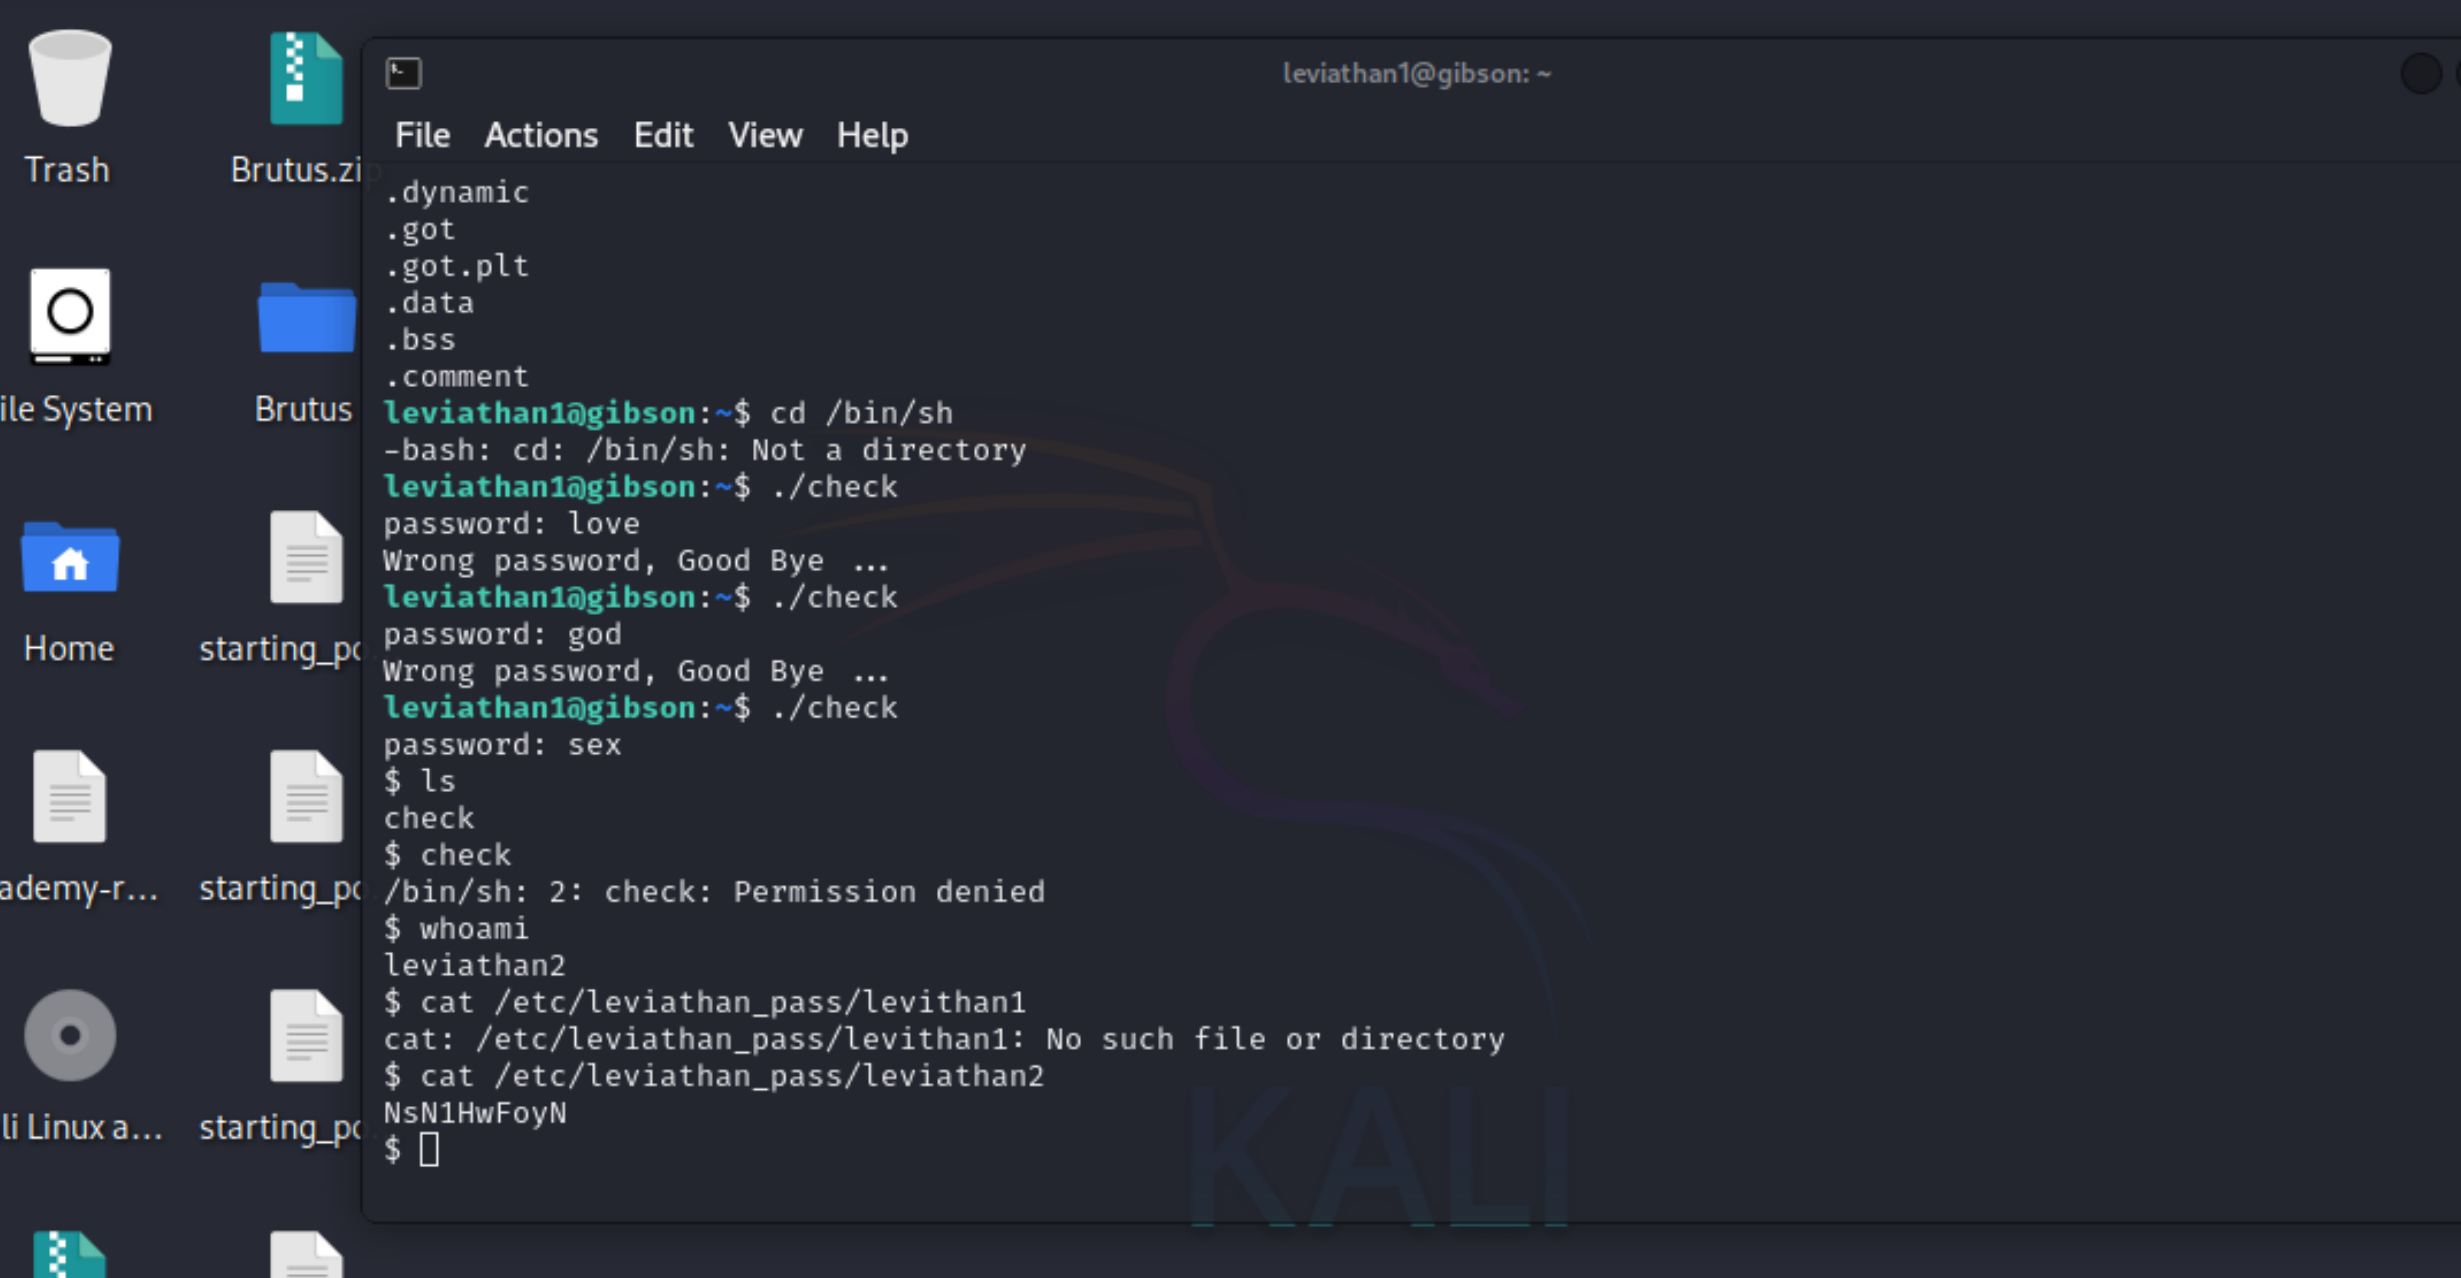 leviathan1@gibson: ~
File Actions Edit View Help
.dynamic
.got
.got.plt
.data
.bss
.comment
leviathan1@gibson:~$ cd /bin/sh
-bash: cd: /bin/sh: Not a directory
leviathan1@gibson:~$ ./check
password: love
Wrong password, Good Bye ...
leviathan1@gibson:~$ ./check
password: god
Wrong password, Good Bye ...
leviathan1@gibson:~$ ./check
password: sex
$ ls
check
$ check
/bin/sh: 2: check: Permission denied
$ whoami
leviathan2
$ cat /etc/leviathan_pass/levithan1
cat: /etc/leviathan_pass/levithan1: No such file or directory
$ cat /etc/leviathan_pass/leviathan2
NsN1HwFoyN
$
Trash
Brutus.zip
ile System
Brutus
Home
starting_po
ademy-r...
starting_po
li Linux a...
starting_po
KALI